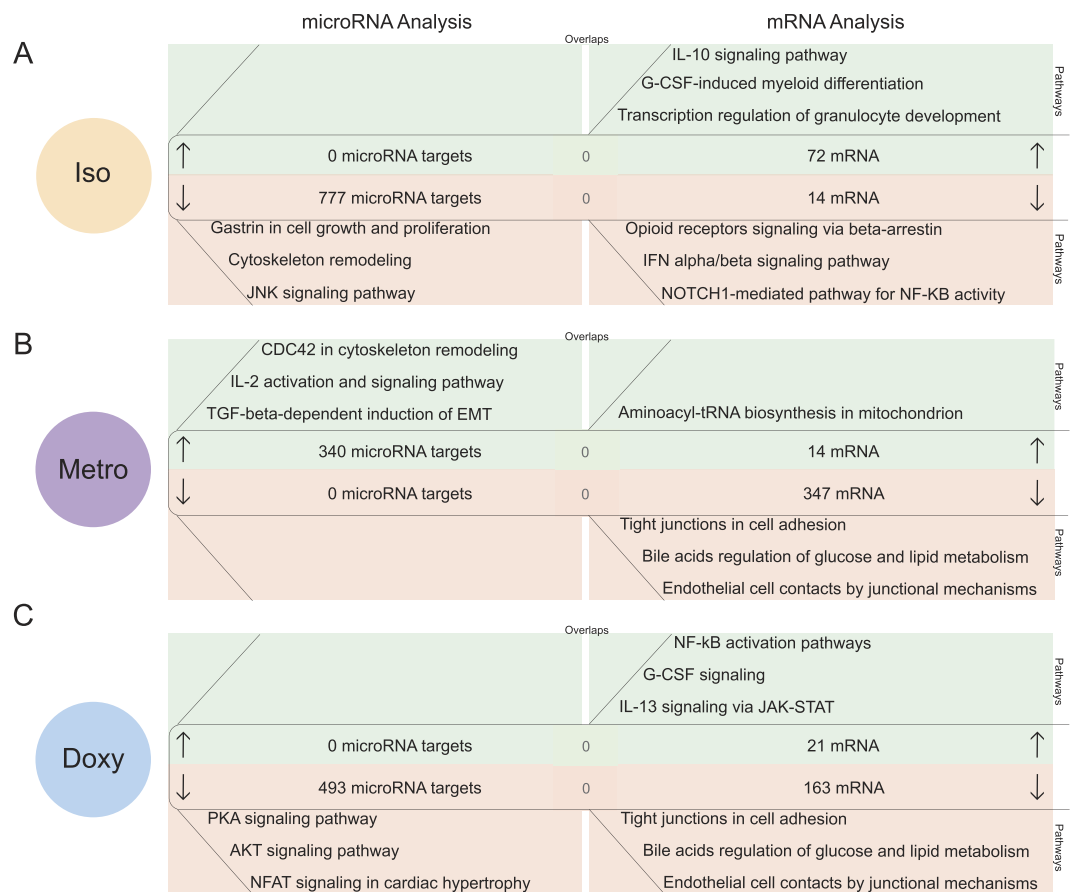 microRNA Analysis
mRNA Analysis
A
Overlaps
IL-10 signaling pathway
G-CSF-induced myeloid differentiation
Transcription regulation of granulocyte development
Pathways
Iso
0 microRNA targets
0
72 mRNA
777 microRNA targets
0
14 mRNA
Gastrin in cell growth and proliferation
Cytoskeleton remodeling
JNK signaling pathway
Opioid receptors signaling via beta-arrestin
IFN alpha/beta signaling pathway
NOTCH1-mediated pathway for NF-KB activity
Pathways
B
Overlaps
CDC42 in cytoskeleton remodeling
IL-2 activation and signaling pathway
TGF-beta-dependent induction of EMT
Aminoacyl-tRNA biosynthesis in mitochondrion
Pathways
Metro
340 microRNA targets
0
14 mRNA
0 microRNA targets
0
347 mRNA
Tight junctions in cell adhesion
Bile acids regulation of glucose and lipid metabolism
Endothelial cell contacts by junctional mechanisms
Pathways
C
Overlaps
NF-kB activation pathways
G-CSF signaling
IL-13 signaling via JAK-STAT
Pathways
Doxy
0 microRNA targets
0
21 mRNA
493 microRNA targets
0
163 mRNA
PKA signaling pathway
AKT signaling pathway
NFAT signaling in cardiac hypertrophy
Tight junctions in cell adhesion
Bile acids regulation of glucose and lipid metabolism
Endothelial cell contacts by junctional mechanisms
Pathways